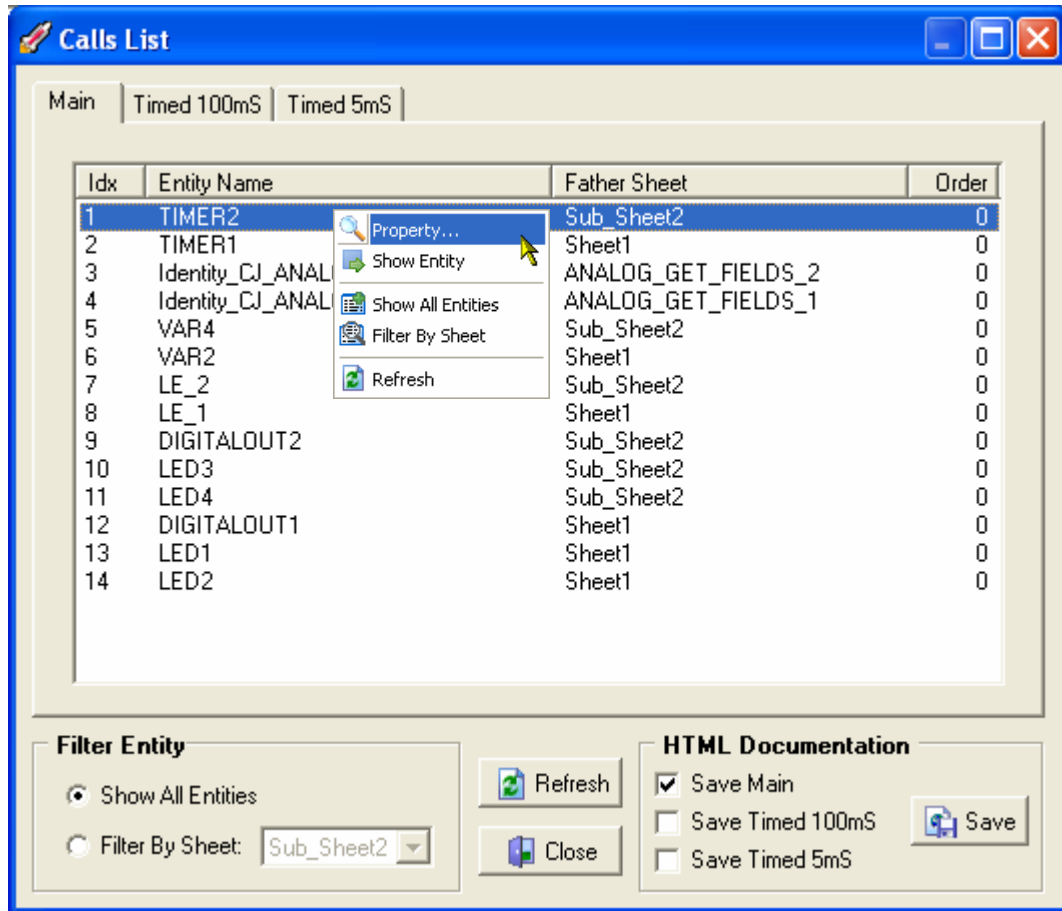 Calls List
Main Timed 100mS Timed 5mS
Idx Entity Name Father Sheet Order
1 TIMER2 Sub_Sheet2 0
2 TIMER1 Sheet1 0
3 Identity_CJ_ANAL ANALOG_GET_FIELDS_2 0
4 Identity_CJ_ANAL ANALOG_GET_FIELDS_1 0
5 VAR4 Sub_Sheet2 0
6 VAR2 Sheet1 0
7 LE_2 Sub_Sheet2 0
8 LE_1 Sheet1 0
9 DIGITALOUT2 Sub_Sheet2 0
10 LED3 Sub_Sheet2 0
11 LED4 Sub_Sheet2 0
12 DIGITALOUT1 Sheet1 0
13 LED1 Sheet1 0
14 LED2 Sheet1 0
Property...
Show Entity
Show All Entities
Filter By Sheet
Refresh
Filter Entity
Show All Entities
Filter By Sheet: Sub_Sheet2
Refresh
Close
HTML Documentation
Save Main
Save Timed 100mS
Save Timed 5mS
Save